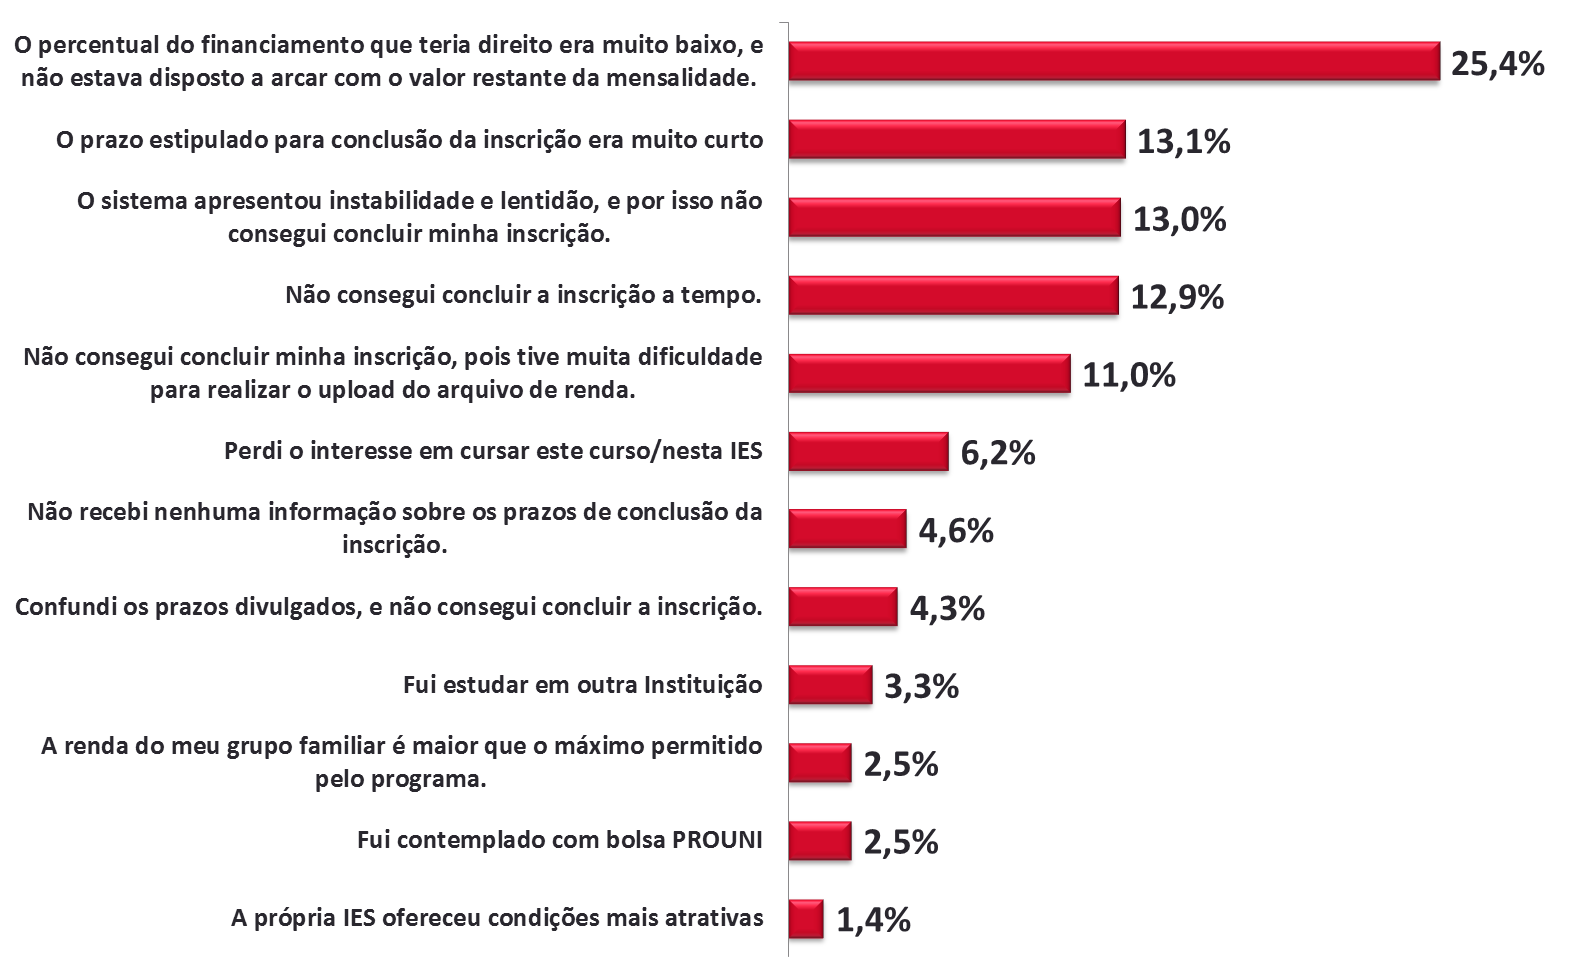 O percentual do financiamento que teria direito era muito baixo, e
não estava disposto a arcar com o valor restante da mensalidade.
25,4%
O prazo estipulado para conclusão da inscrição era muito curto
13,1%
O sistema apresentou instabilidade e lentidão, e por isso não
consegui concluir minha inscrição.
13,0%
Não consegui concluir a inscrição a tempo.
12,9%
Não consegui concluir minha inscrição, pois tive muita dificuldade
para realizar o upload do arquivo de renda.
11,0%
Perdi o interesse em cursar este curso/nesta IES
6,2%
Não recebi nenhuma informação sobre os prazos de conclusão da
inscrição.
4,6%
Confundi os prazos divulgados, e não consegui concluir a inscrição.
4,3%
Fui estudar em outra Instituição
3,3%
A renda do meu grupo familiar é maior que o máximo permitido
pelo programa.
2,5%
Fui contemplado com bolsa PROUNI
2,5%
A própria IES ofereceu condições mais atrativas
1,4%